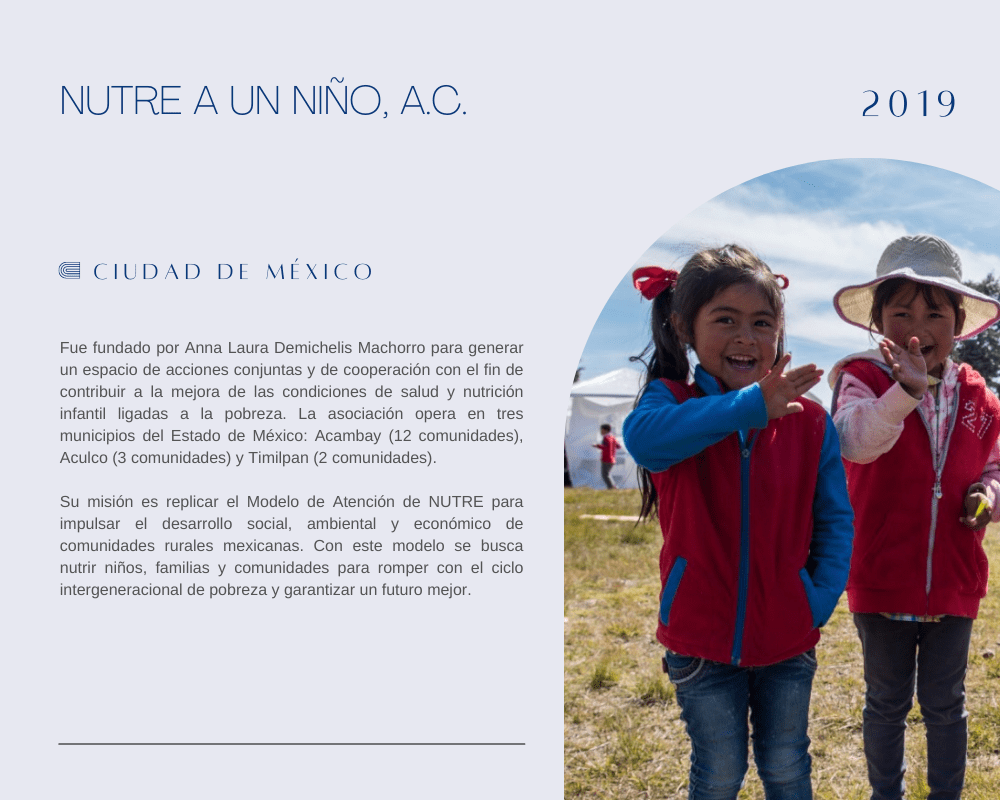 NUTRE A UN NIÑO, A.C.
2019
CIUDAD DE MÉXICO
Fue fundado por Anna Laura Demichelis Machorro para generar
un espacio de acciones conjuntas y de cooperación con el fin de
contribuir a la mejora de las condiciones de salud y nutrición
infantil ligadas a la pobreza. La asociación opera en tres
municipios del Estado de México: Acambay (12 comunidades),
Aculco (3 comunidades) y Timilpan (2 comunidades).
Su misión es replicar el Modelo de Atención de NUTRE para
impulsar el desarrollo social, ambiental y económico de
comunidades rurales mexicanas. Con este modelo se busca
nutrir niños, familias y comunidades para romper con el ciclo
intergeneracional de pobreza y garantizar un futuro mejor.
21